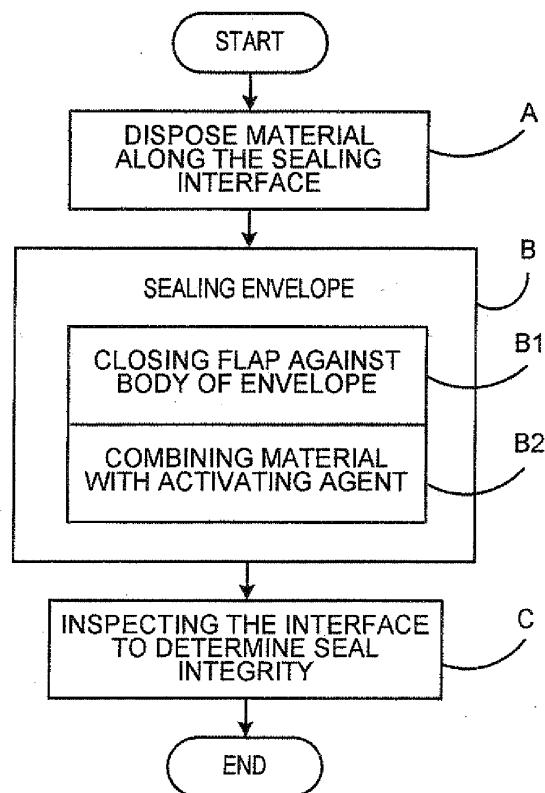 START
A
DISPOSE MATERIAL
ALONG THE SEALING
INTERFACE
B
SEALING ENVELOPE
B1
CLOSING FLAP AGAINST
BODY OF ENVELOPE
B2
COMBINING MATERIAL
WITH ACTIVATING AGENT
C
INSPECTING THE INTERFACE
TO DETERMINE SEAL
INTEGRITY
END